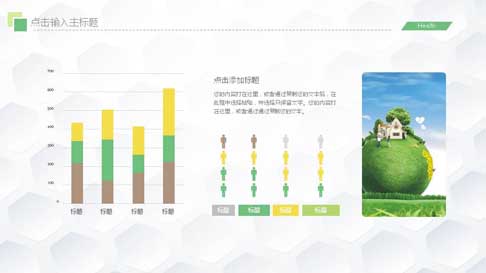 点击输入主标题
Health
700
600
500
400
300
200
100
0
标题 标题 标题 标题
点击添加标题
您的内容打在这里，或者通过复制您的文本后，在
此框中选择粘贴，并选择只保留文字。您的内容打
在这里，或者通过通过复制您的文本后。
标题 标题 标题 标题